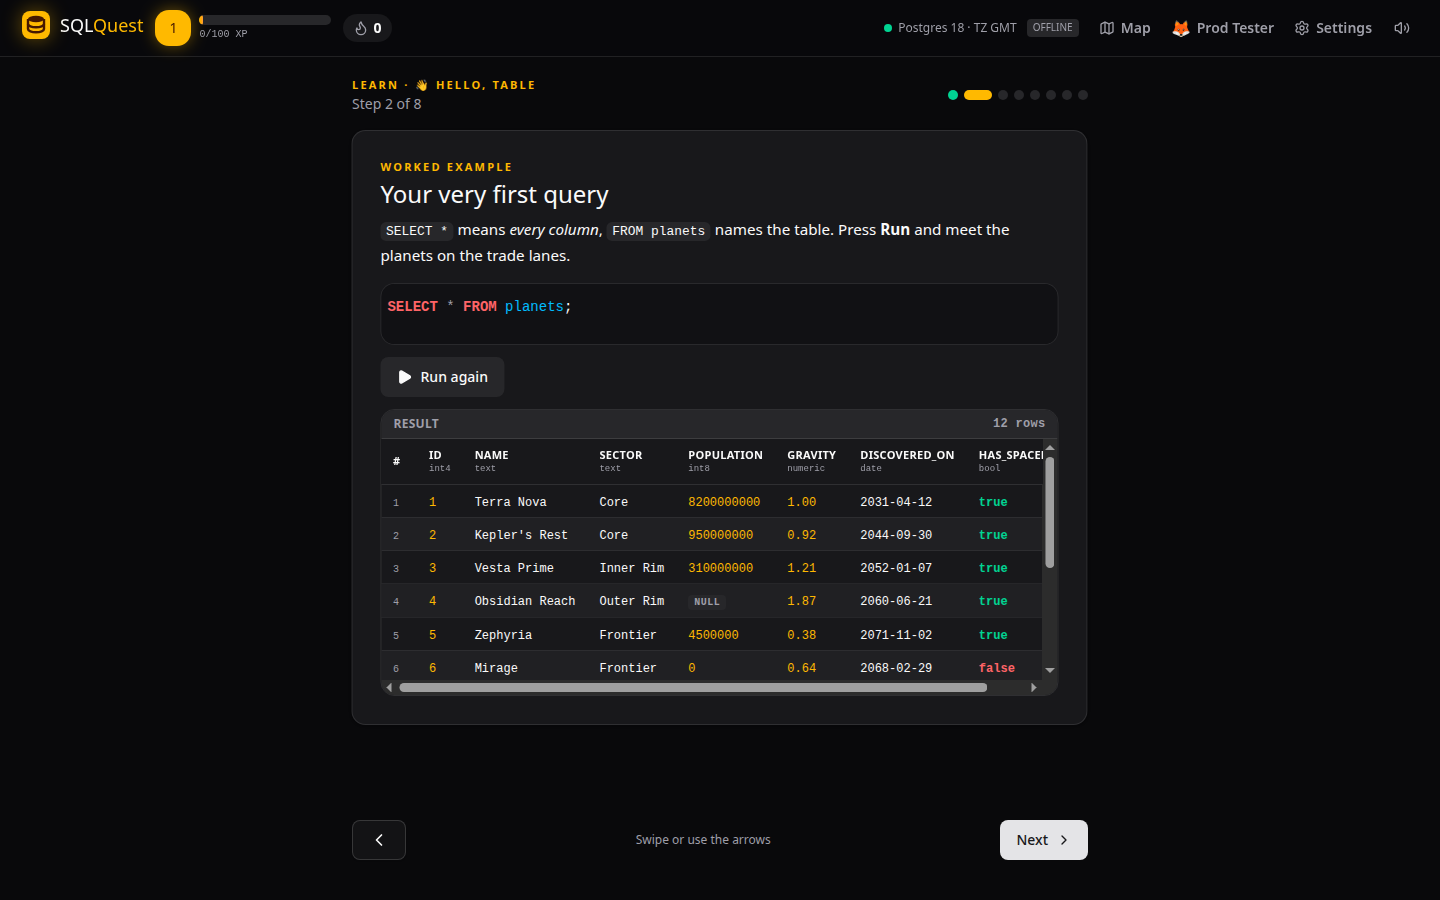 SQLQuest 1 0/100 XP 0 Postgres 18 · TZ GMT OFFLINE Map Prod Tester Settings
LEARN · 👋 HELLO, TABLE
Step 2 of 8
WORKED EXAMPLE
Your very first query
SELECT * means every column, FROM planets names the table. Press Run and meet the
planets on the trade lanes.
SELECT * FROM planets;
Run again
RESULT 12 rows
# ID NAME SECTOR POPULATION GRAVITY DISCOVERED_ON
int4 text text int8 numeric date bool
1 1 Terra Nova Core 8200000000 1.00 2031-04-12 true
2 2 Kepler's Rest Core 950000000 0.92 2044-09-30 true
3 3 Vesta Prime Inner Rim 310000000 1.21 2052-01-07 true
4 4 Obsidian Reach Outer Rim NULL 1.87 2060-06-21 true
5 5 Zephyria Frontier 4500000 0.38 2071-11-02 true
6 6 Mirage Frontier 0 0.64 2068-02-29 false
Swipe or use the arrows
Next